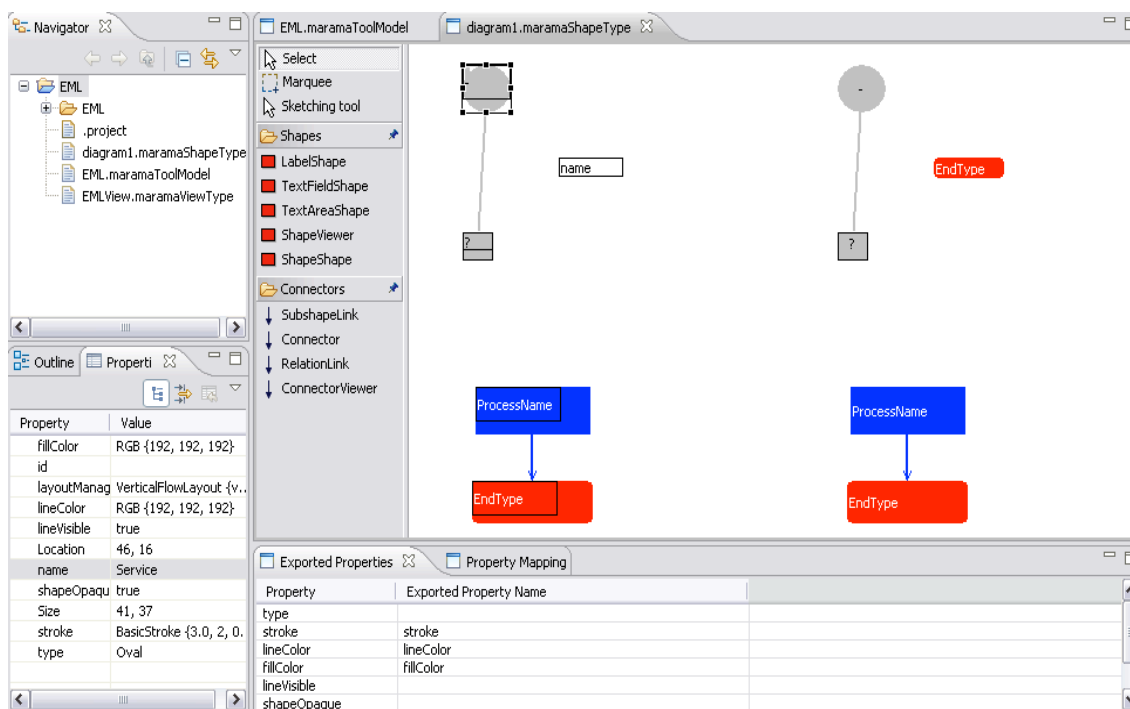 Navigator
EML
EML
.project
diagram1.maramaShapeType
EML.maramaToolModel
EMLView.maramaViewType
Outline
Properti
Property Value
fillColor RGB {192, 192, 192}
id
layoutManag VerticalFlowLayout {v..
lineColor RGB {192, 192, 192}
lineVisible true
Location 46, 16
name Service
shapeOpaqu true
Size 41, 37
stroke BasicStroke {3.0, 2, 0.
type Oval
EML.maramaToolModel
diagram1.maramaShapeType
Select
Marquee
Sketching tool
Shapes
LabelShape
TextFieldShape
TextAreaShape
ShapeViewer
ShapeShape
Connectors
SubshapeLink
Connector
RelationLink
ConnectorViewer
-
-
name
EndType
?
?
ProcessName
ProcessName
EndType
EndType
Exported Properties
Property Mapping
Property Exported Property Name
type
stroke stroke
lineColor lineColor
fillColor fillColor
lineVisible
shapeOpaque